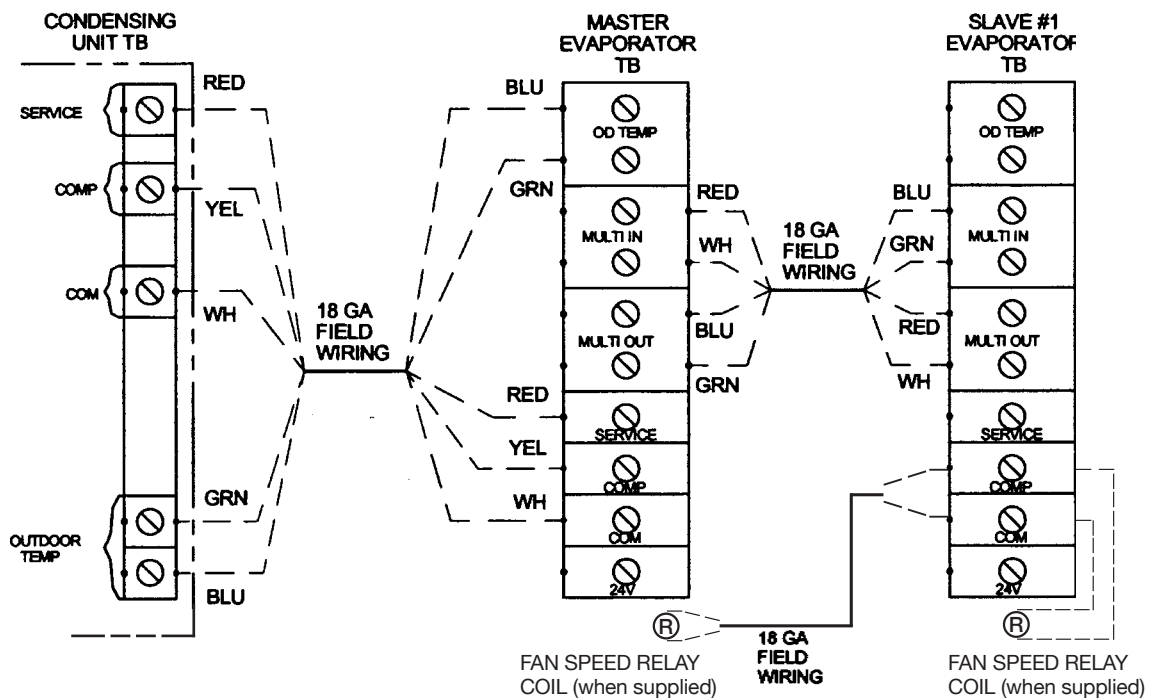 CONDENSING
UNIT TB
SERVICE
RED
COMP
YEL
COM
WH
GRN
OUTDOOR
TEMP
BLU
18 GA
FIELD
WIRING
MASTER
EVAPORATOR
TB
BLU
OD TEMP
GRN
MULTI IN
MULTI OUT
RED
SERVICE
YEL
COMP
WH
COM
24V
RED
WH
BLU
GRN
18 GA
FIELD
WIRING
SLAVE #1
EVAPORATOR
TB
OD TEMP
BLU
MULTI IN
GRN
RED
MULTI OUT
WH
SERVICE
COMP
COM
24V
R
FAN SPEED RELAY
COIL (when supplied)
18 GA
FIELD
WIRING
R
FAN SPEED RELAY
COIL (when supplied)